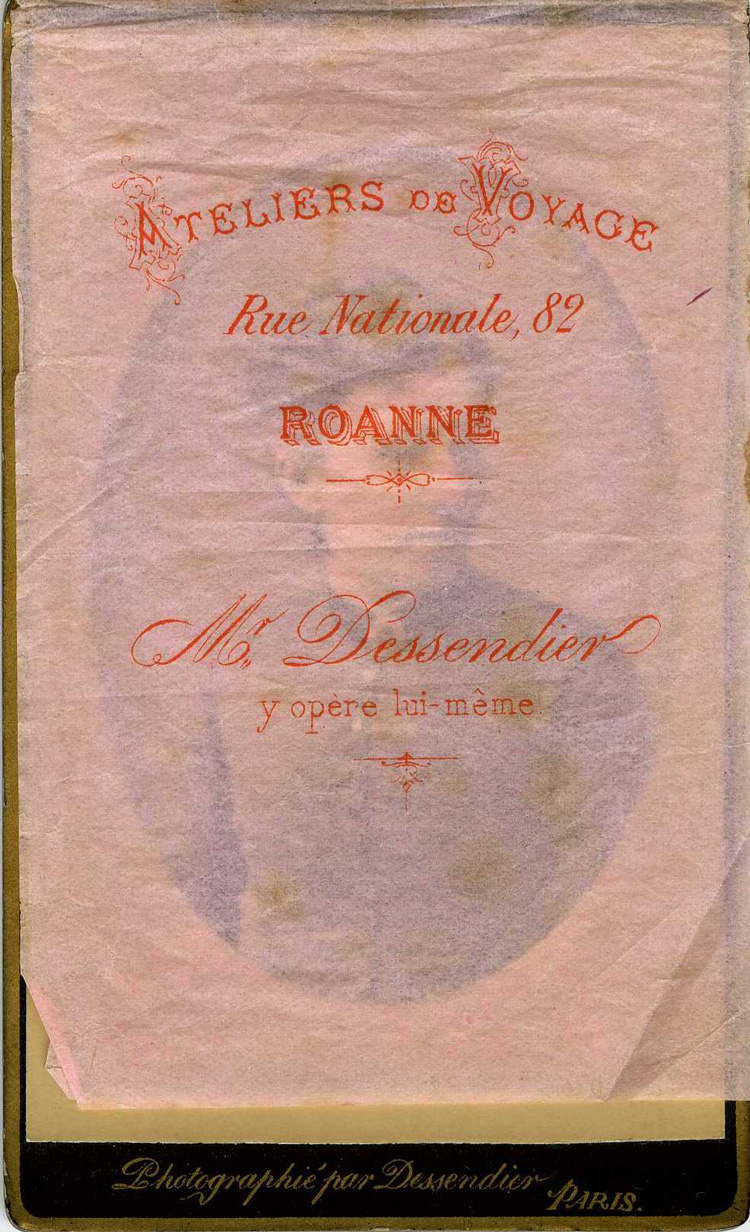 ATELIERS DE VOYAGE
Rue Nationale, 82
ROANNE
Mr. Dessendier
y opère lui-même
Photographié par Dessendier PARIS.